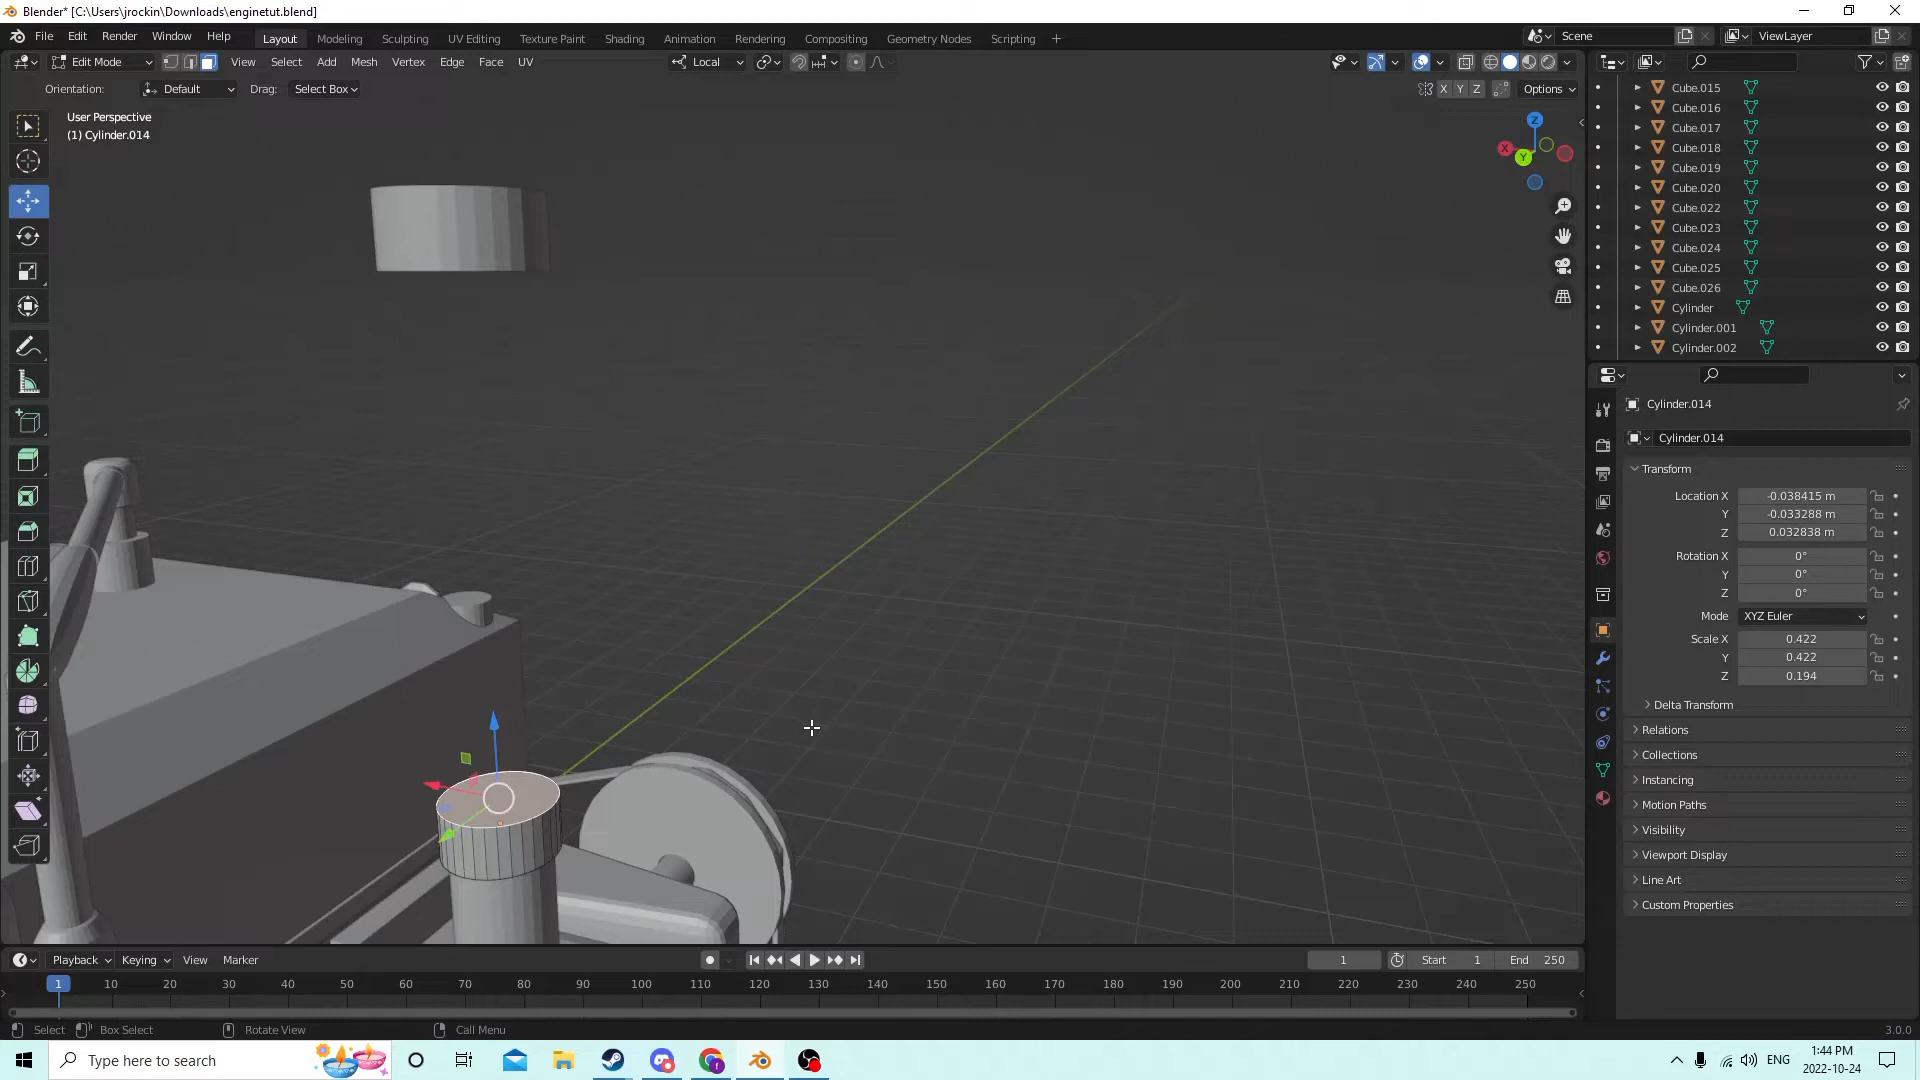 Blender* [C:\Users\jrockin\Downloads\enginetut.blend]
File Edit Render Window Help
Layout Modeling Sculpting UV Editing Texture Paint Shading Animation Rendering Compositing Geometry Nodes Scripting +
Scene
ViewLayer
Edit Mode
View Select Add Mesh Vertex Edge Face UV
Local
Orientation: Default Drag: Select Box
X Y Z Options
User Perspective
(1) Cylinder.014
Z
X
Y
Cube.015
Cube.016
Cube.017
Cube.018
Cube.019
Cube.020
Cube.022
Cube.023
Cube.024
Cube.025
Cube.026
Cylinder
Cylinder.001
Cylinder.002
Cylinder.014
Cylinder.014
Transform
Location X -0.038415 m
Y -0.033288 m
Z 0.032838 m
Rotation X 0°
Y 0°
Z 0°
Mode XYZ Euler
Scale X 0.422
Y 0.422
Z 0.194
Delta Transform
Relations
Collections
Instancing
Motion Paths
Visibility
Viewport Display
Line Art
Custom Properties
Playback Keying View Marker
1 Start 1 End 250
1 10 20 30 40 50 60 70 80 90 100 110 120 130 140 150 160 170 180 190 200 210 220 230 240 250
Select Box Select Rotate View Call Menu 3.0.0
Type here to search
ENG
1:44 PM
2022-10-24